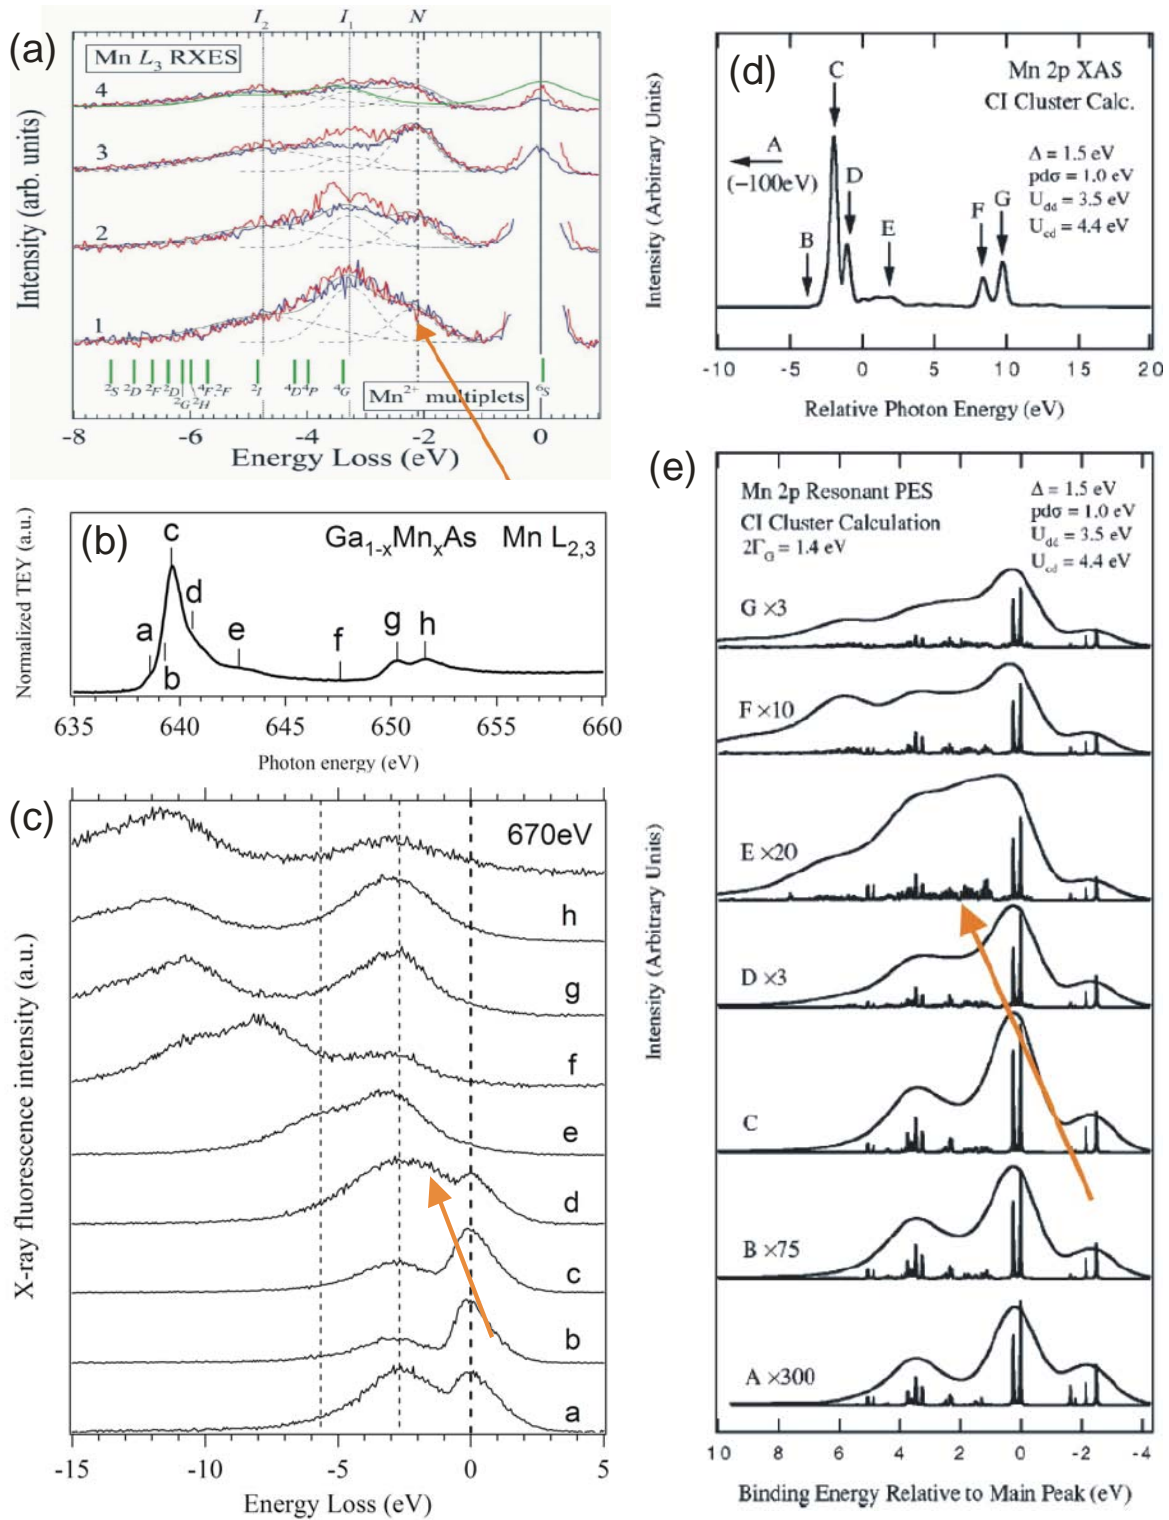 (a)
I₂ I₁ N
Mn L₃ RXES
4
3
2
1
Intensity (arb. units)
²S ²D ²F ²D ⁴F, ²F ²I ⁴D ⁴P ⁴G ⁶S
²G ²H
Mn²⁺ multiplets
-8 -6 -4 -2 0
Energy Loss (eV)
(b)
Normalized TEY (a.u.)
c
Ga₁₋ₓMnₓAs Mn L₂,₃
d
a
e
f
g
h
b
635 640 645 650 655 660
Photon energy (eV)
(c)
670eV
h
g
f
e
d
c
b
a
X-ray fluorescence intensity (a.u.)
-15 -10 -5 0 5
Energy Loss (eV)
(d)
Mn 2p XAS
CI Cluster Calc.
Δ = 1.5 eV
pdσ = 1.0 eV
U_dd = 3.5 eV
U_cd = 4.4 eV
C
A
(−100eV)
D
B
E
F
G
Intensity (Arbitrary Units)
-10 -5 0 5 10 15 20
Relative Photon Energy (eV)
(e)
Mn 2p Resonant PES
CI Cluster Calculation
2Γ_G = 1.4 eV
Δ = 1.5 eV
pdσ = 1.0 eV
U_dd = 3.5 eV
U_cd = 4.4 eV
G ×3
F ×10
E ×20
D ×3
C
B ×75
A ×300
Intensity (Arbitrary Units)
10 8 6 4 2 0 -2 -4
Binding Energy Relative to Main Peak (eV)